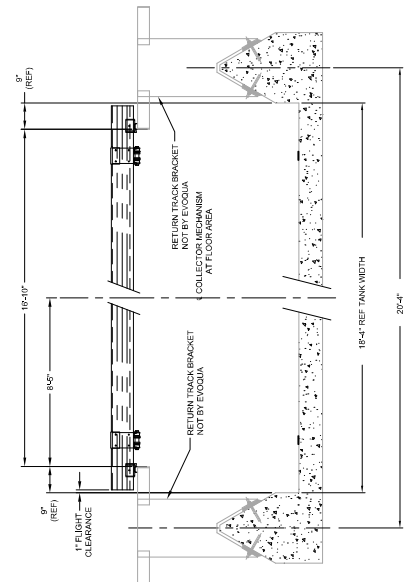 9"
(REF)
16'-10"
8'-5"
9"
(REF)
1" FLIGHT
CLEARANCE
RETURN TRACK BRACKET
NOT BY EVOQUA
℄ COLLECTOR MECHANISM
AT FLOOR AREA
RETURN TRACK BRACKET
NOT BY EVOQUA
18'-4" REF TANK WIDTH
20'-4"